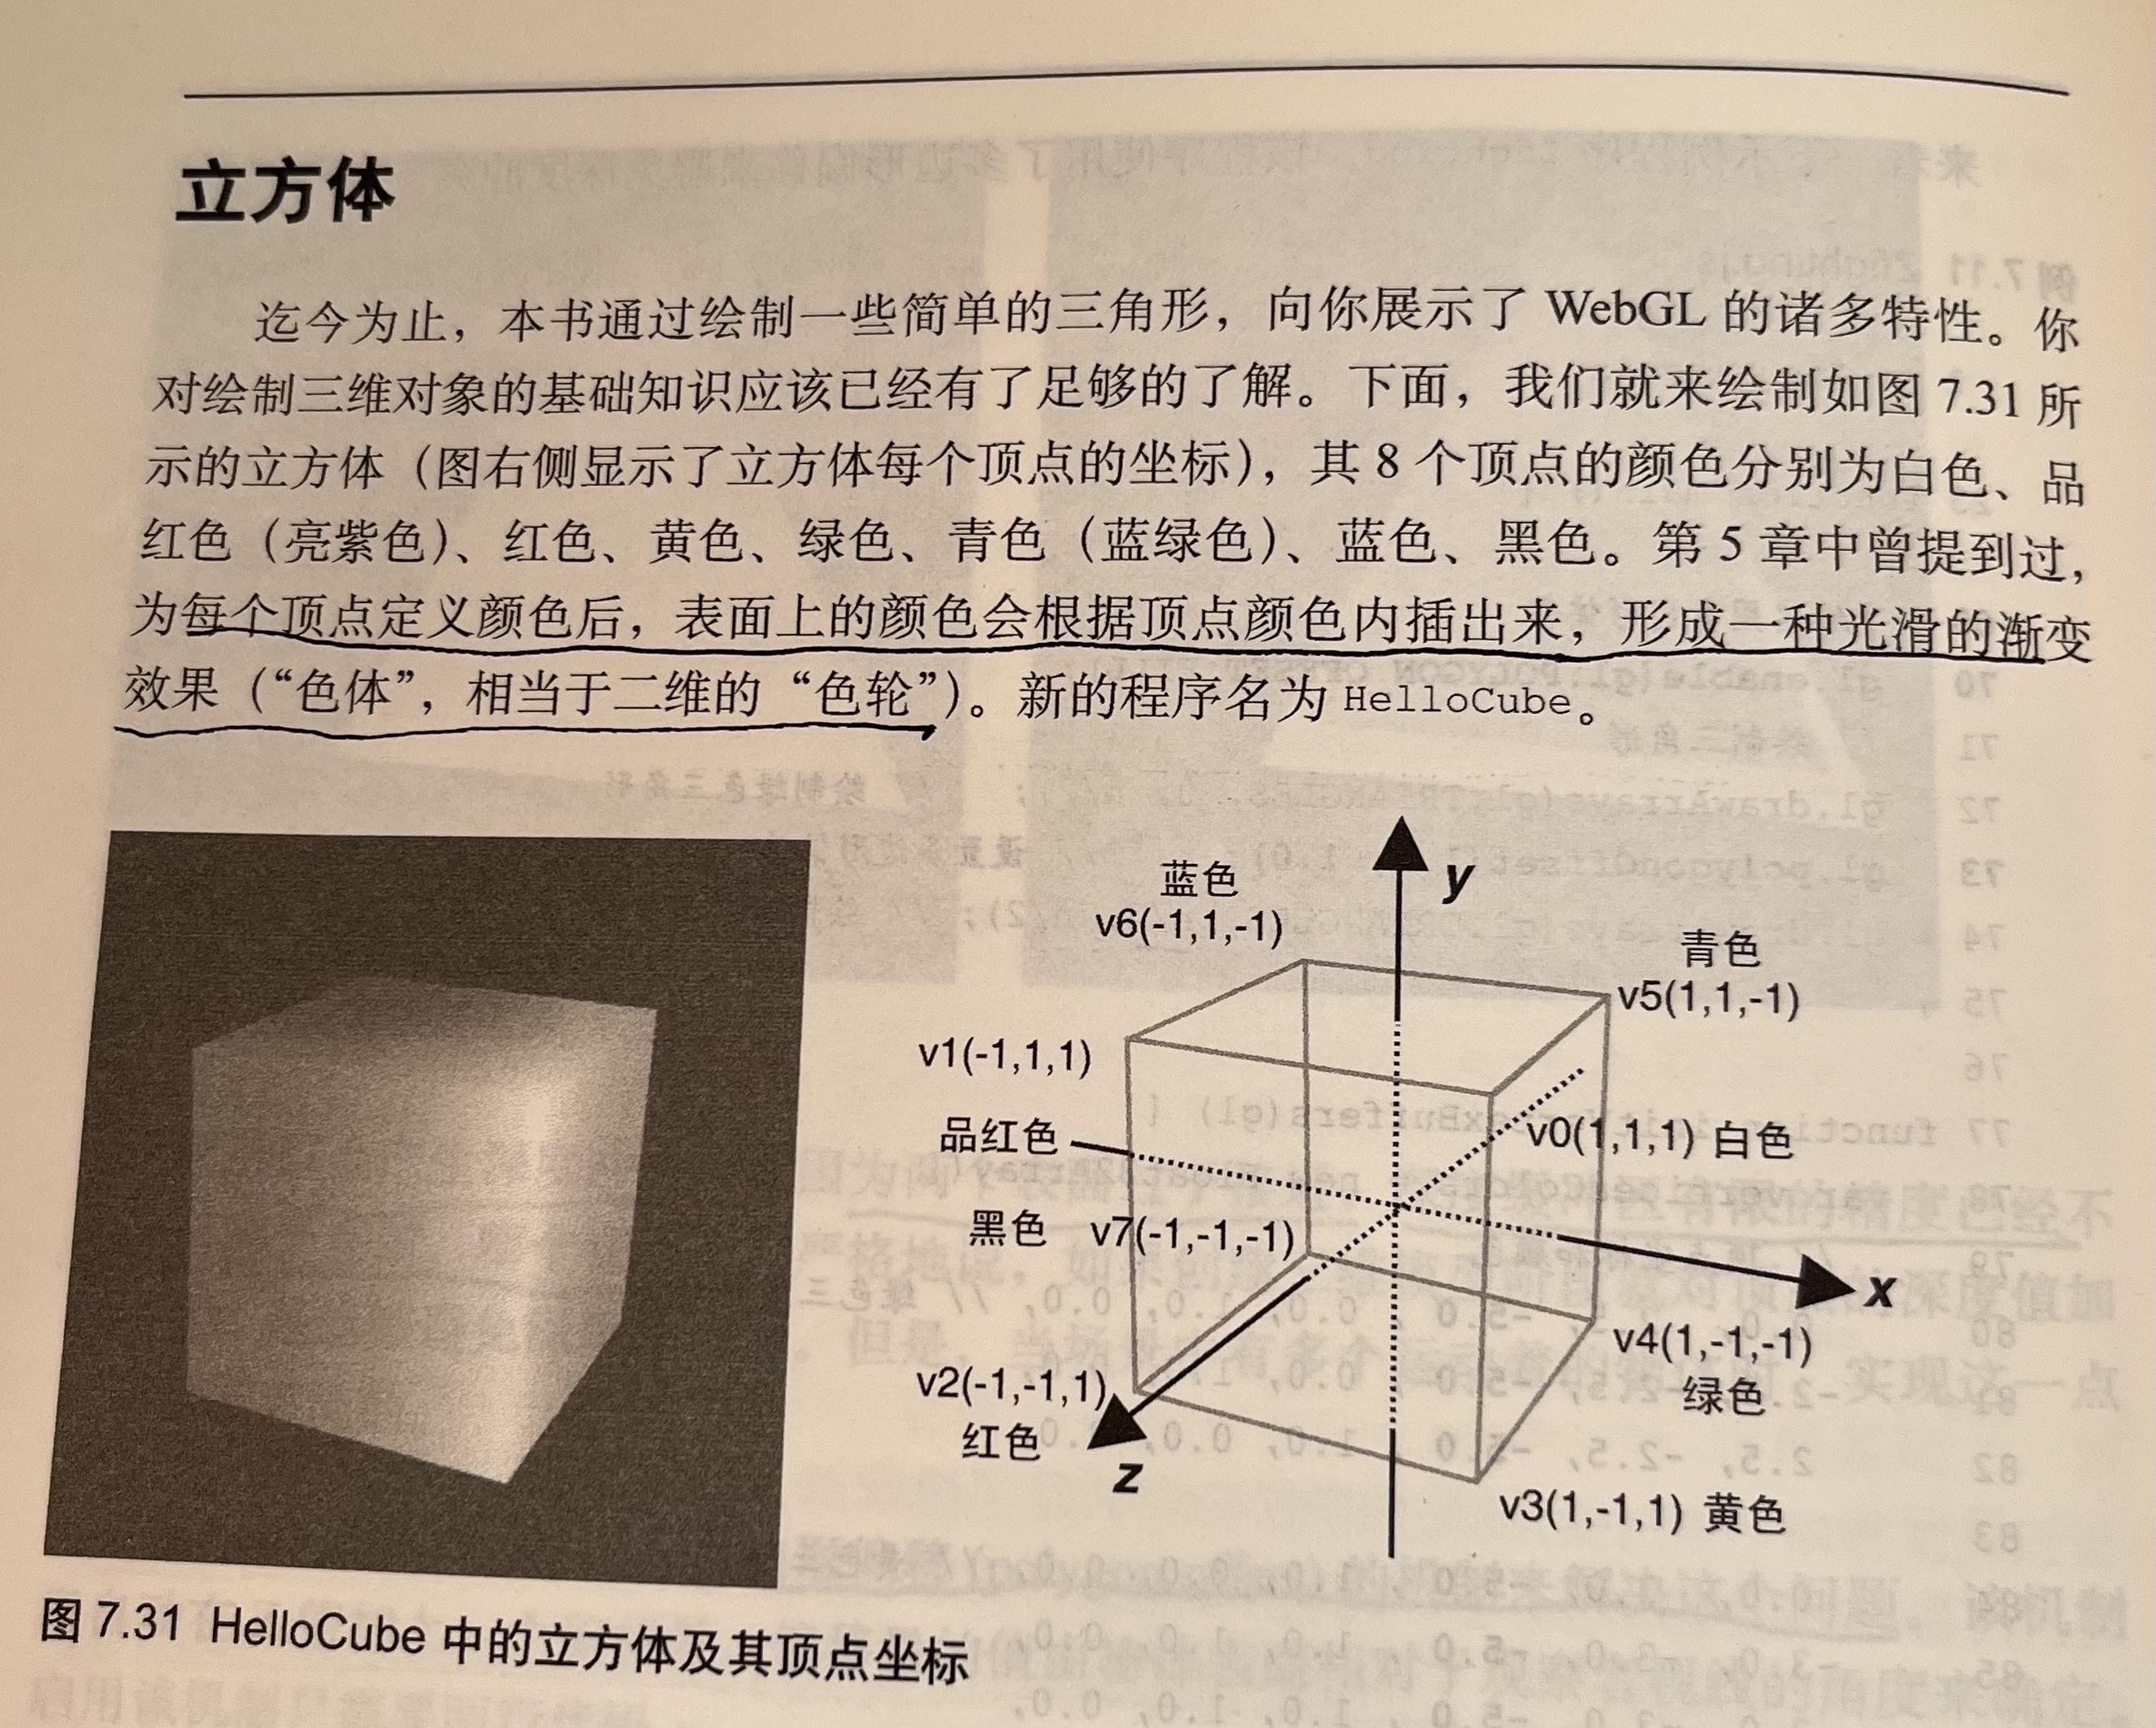 立方体
迄今为止，本书通过绘制一些简单的三角形，向你展示了 WebGL 的诸多特性。你
对绘制三维对象的基础知识应该已经有了足够的了解。下面，我们就来绘制如图 7.31 所
示的立方体（图右侧显示了立方体每个顶点的坐标），其 8 个顶点的颜色分别为白色、品
红色（亮紫色）、红色、黄色、绿色、青色（蓝绿色）、蓝色、黑色。第 5 章中曾提到过，
为每个顶点定义颜色后，表面上的颜色会根据顶点颜色内插出来，形成一种光滑的渐变
效果（“色体”，相当于二维的“色轮”）。新的程序名为 HelloCube。
y
蓝色
v6(-1,1,-1)
青色
v5(1,1,-1)
v1(-1,1,1)
品红色
v0(1,1,1) 白色
黑色 v7(-1,-1,-1)
x
v4(1,-1,-1)
绿色
v2(-1,-1,1)
红色
z
v3(1,-1,1) 黄色
图 7.31 HelloCube 中的立方体及其顶点坐标